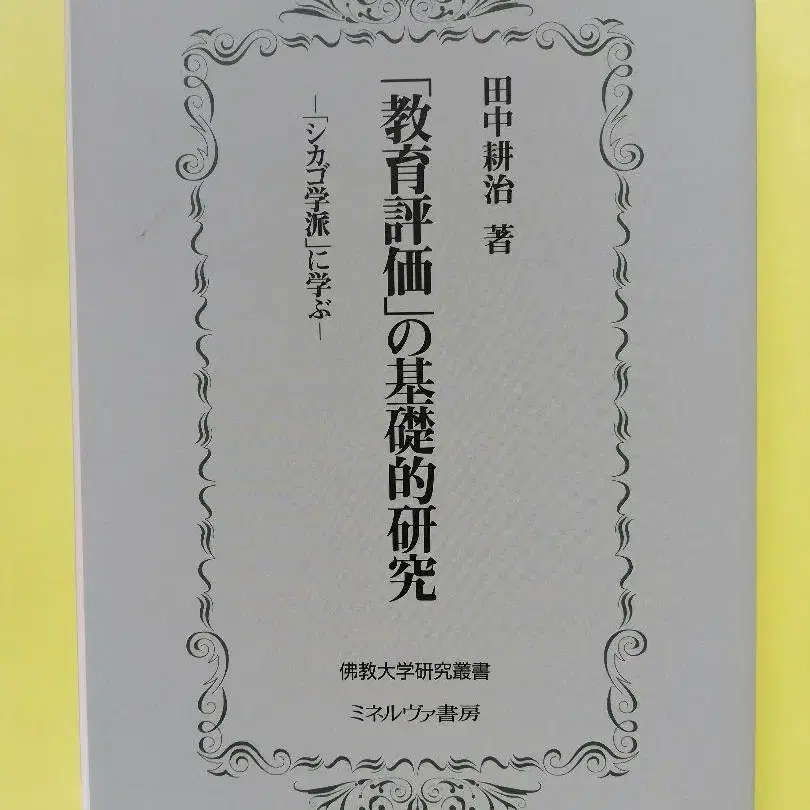 田中耕治 著
「教育評価」の基礎的研究
―「シカゴ学派」に学ぶ―
佛教大学研究叢書
ミネルヴァ書房